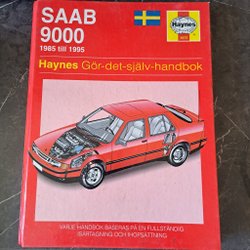 SAAB
9000
1985 till 1995
Haynes
Haynes Gör-det-själv-handbok
VARJE HANDBOK BASERAS PÅ EN FULLSTÄNDIG
ISÄRTAGNING OCH IHOPSÄTTNING